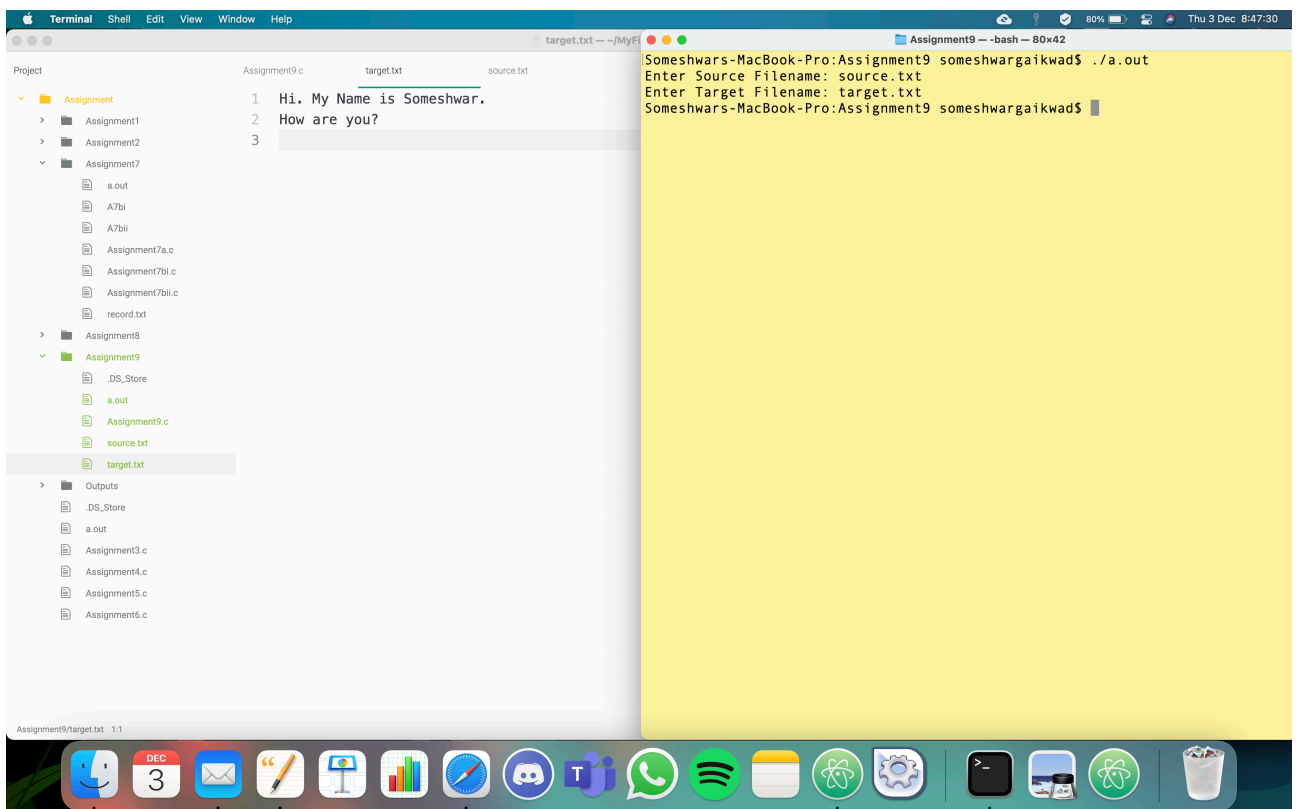 Terminal Shell Edit View Window Help
80% Thu 3 Dec 8:47:30
target.txt — ~/MyFi
Project
Assignment9.c target.txt source.txt
Assignment
Assignment1
Assignment2
Assignment7
a.out
A7bi
A7bii
Assignment7a.c
Assignment7bi.c
Assignment7bii.c
record.txt
Assignment8
Assignment9
.DS_Store
a.out
Assignment9.c
source.txt
target.txt
Outputs
.DS_Store
a.out
Assignment3.c
Assignment4.c
Assignment5.c
Assignment6.c
1 Hi. My Name is Someshwar.
2 How are you?
3
Assignment9/target.txt 1:1
Assignment9 — -bash — 80×42
Someshwars-MacBook-Pro:Assignment9 someshwargaikwad$ ./a.out
Enter Source Filename: source.txt
Enter Target Filename: target.txt
Someshwars-MacBook-Pro:Assignment9 someshwargaikwad$
DEC
3
T
>_